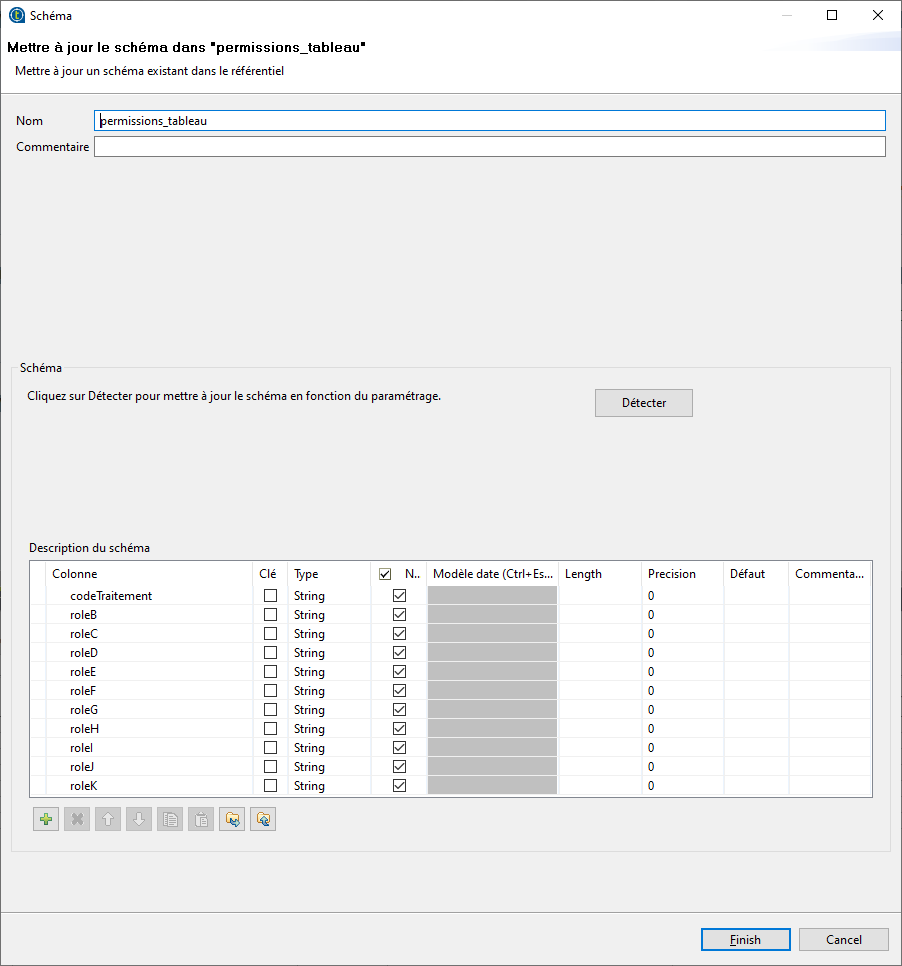 Schéma
Mettre à jour le schéma dans "permissions_tableau"
Mettre à jour un schéma existant dans le référentiel
Nom permissions_tableau
Commentaire
Schéma
Cliquez sur Détecter pour mettre à jour le schéma en fonction du paramétrage. Détecter
Description du schéma
Colonne Clé Type N.. Modèle date (Ctrl+Es... Length Precision Défaut Commenta...
codeTraitement String 0
roleB String 0
roleC String 0
roleD String 0
roleE String 0
roleF String 0
roleG String 0
roleH String 0
roleI String 0
roleJ String 0
roleK String 0
Finish Cancel